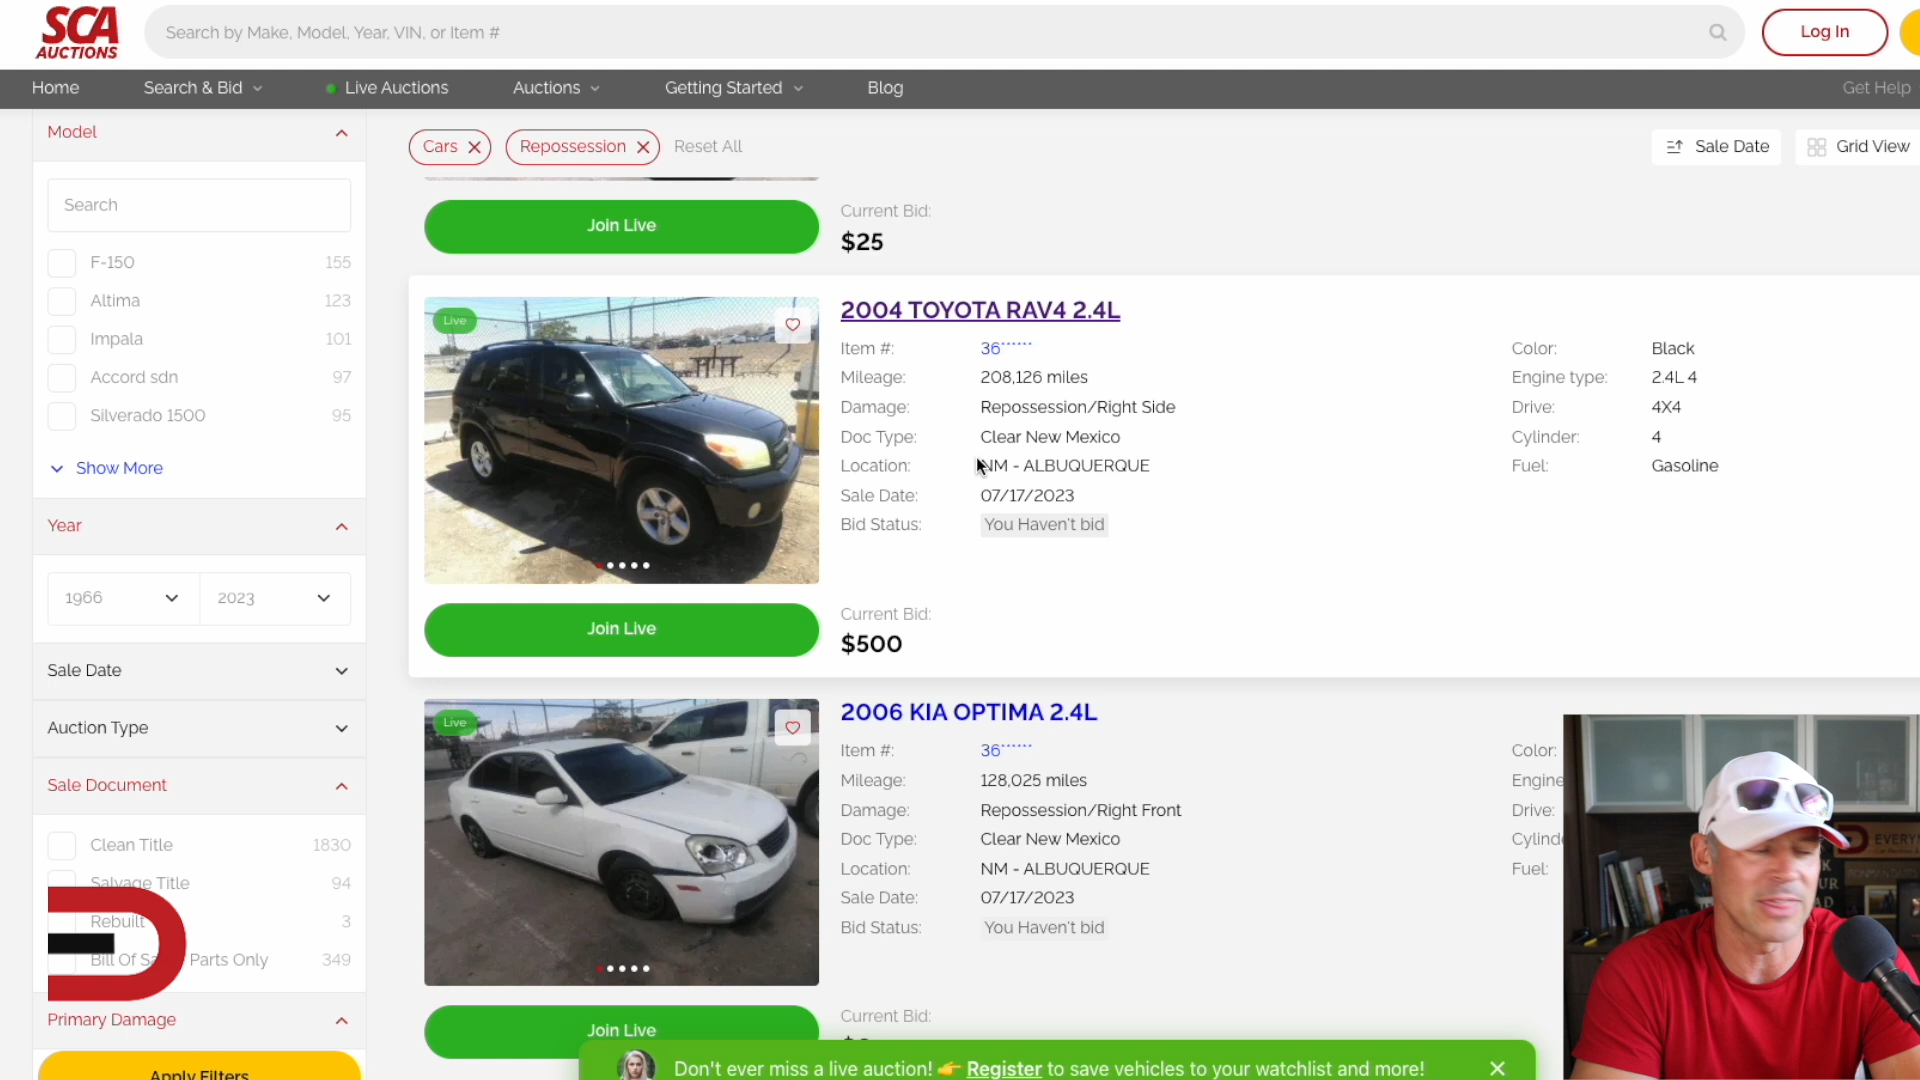 SCA
AUCTIONS
Search by Make, Model, Year, VIN, or Item #
Log In
Home
Search & Bid
Live Auctions
Auctions
Getting Started
Blog
Get Help
Model
Search
F-150 155
Altima 123
Impala 101
Accord sdn 97
Silverado 1500 95
Show More
Year
1966 2023
Sale Date
Auction Type
Sale Document
Clean Title 1830
Salvage Title 94
Rebuilt 3
Bill Of Parts Only 349
Primary Damage
Apply Filters
Cars
Repossession
Reset All
Sale Date
Grid View
Join Live
Current Bid:
$25
Live
2004 TOYOTA RAV4 2.4L
Item #: 36******
Mileage: 208,126 miles
Damage: Repossession/Right Side
Doc Type: Clear New Mexico
Location: NM - ALBUQUERQUE
Sale Date: 07/17/2023
Bid Status: You Haven't bid
Color: Black
Engine type: 2.4L 4
Drive: 4X4
Cylinder: 4
Fuel: Gasoline
Join Live
Current Bid:
$500
Live
2006 KIA OPTIMA 2.4L
Item #: 36******
Mileage: 128,025 miles
Damage: Repossession/Right Front
Doc Type: Clear New Mexico
Location: NM - ALBUQUERQUE
Sale Date: 07/17/2023
Bid Status: You Haven't bid
Color:
Engine
Drive:
Cylinde
Fuel:
Join Live
Current Bid:
Don't ever miss a live auction! 👉 Register to save vehicles to your watchlist and more!